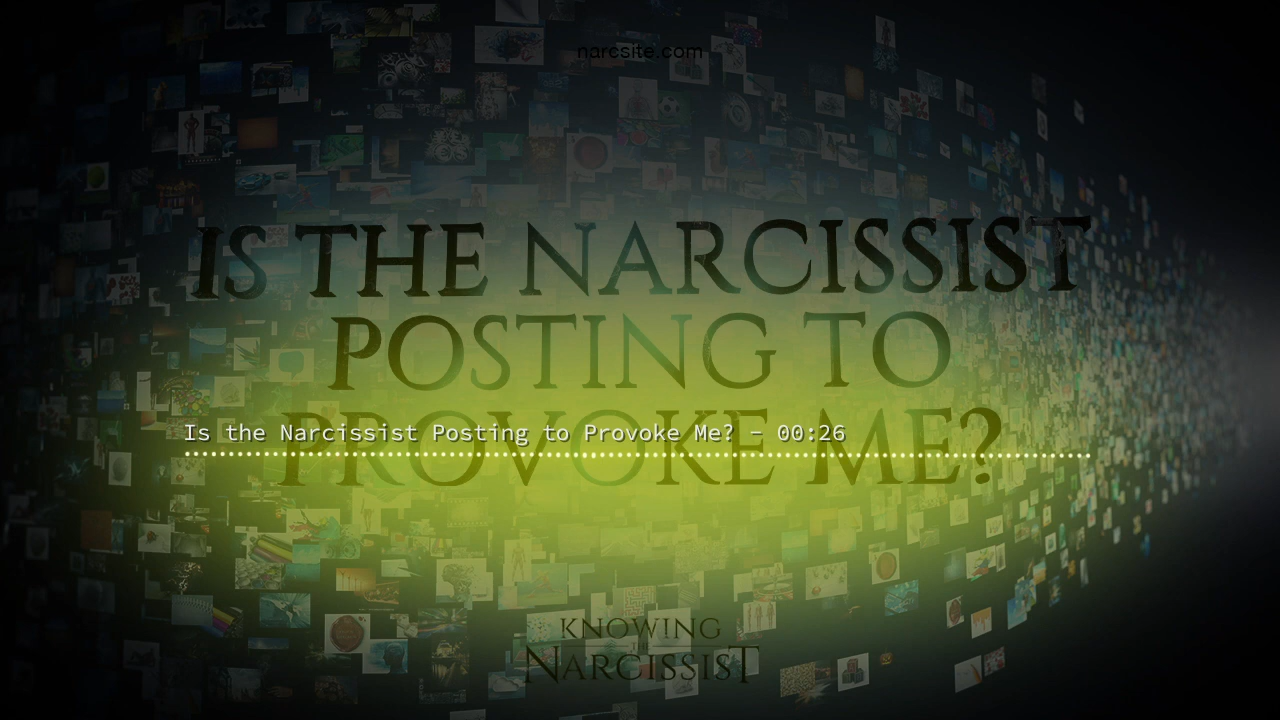 narcsite.com
IS THE NARCISSIST
POSTING TO
PROVOKE ME?
Is the Narcissist Posting to Provoke Me? - 00:26
KNOWING
NARCISSIST